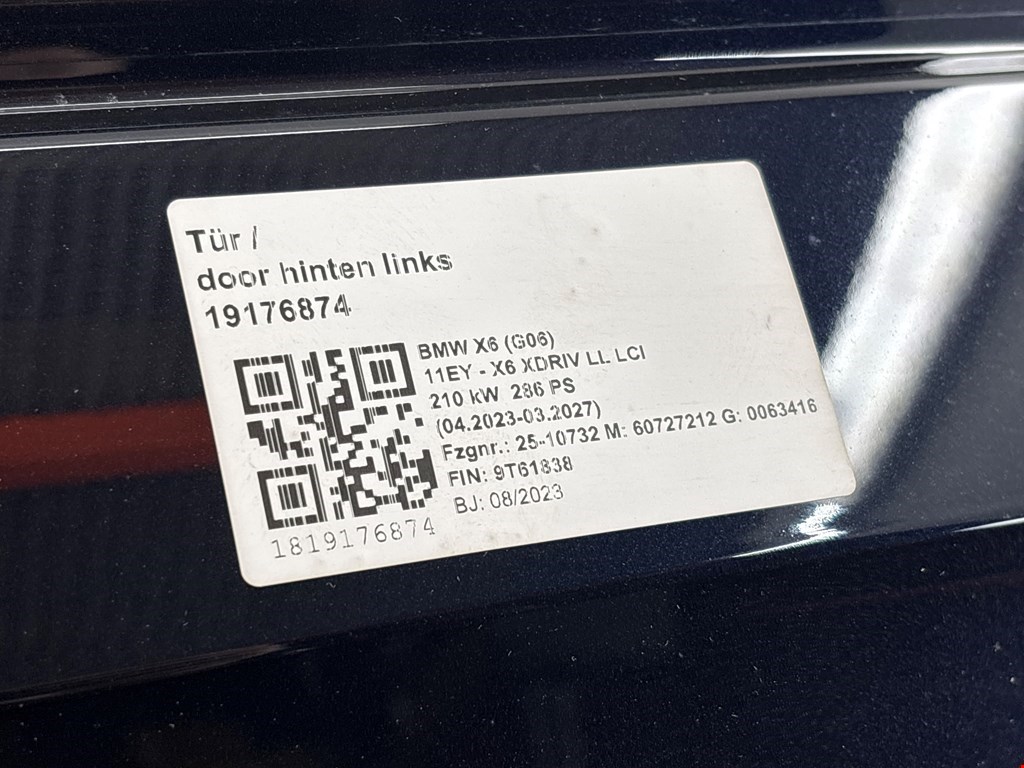 Tür /
door hinten links
19176874
BMW X6 (G06)
11EY - X6 XDRIV LL LCI
210 kW 286 PS
(04.2023-03.2027)
Fzgnr.: 25-10732 M: 60727212 G: 0063416
FIN: 9T61838
BJ: 08/2023
1819176874